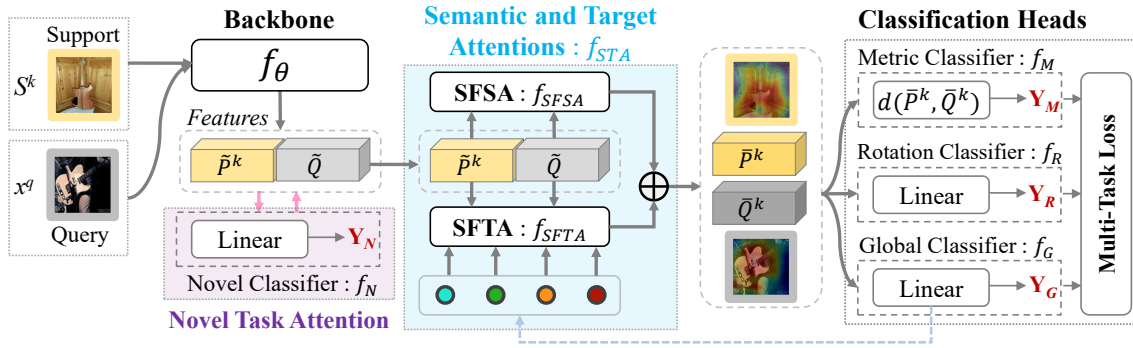 Backbone
Semantic and Target
Attentions : f_STA
Classification Heads
Support
S^k
x^q
Query
f_θ
Features
P̃^k
Q̃
Linear
Y_N
Novel Classifier : f_N
Novel Task Attention
SFSA : f_SFSA
P̃^k
Q̃
SFTA : f_SFTA
P̄^k
Q̄^k
Metric Classifier : f_M
d(P̄^k, Q̄^k)
Y_M
Rotation Classifier : f_R
Linear
Y_R
Global Classifier : f_G
Linear
Y_G
Multi-Task Loss